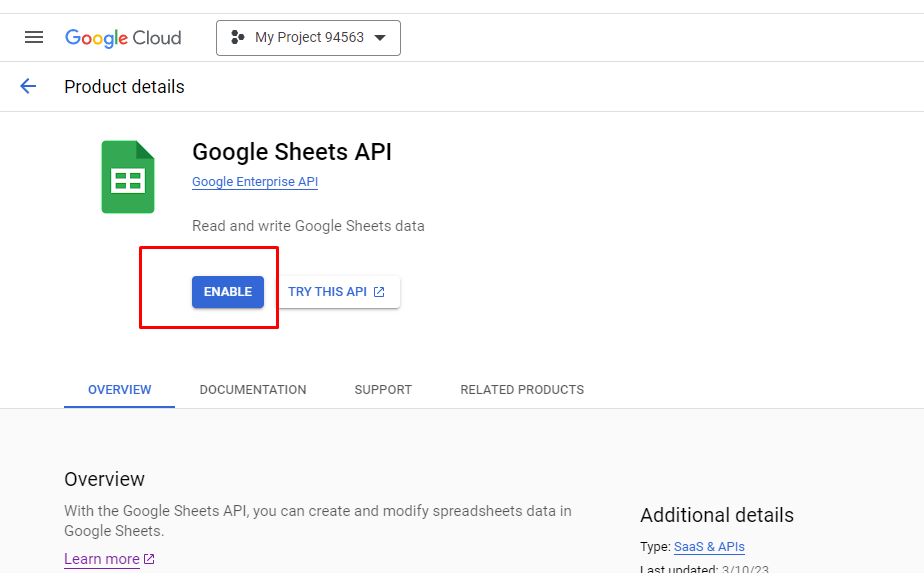 Google Cloud
My Project 94563
Product details
Google Sheets API
Google Enterprise API
Read and write Google Sheets data
ENABLE
TRY THIS API
OVERVIEW
DOCUMENTATION
SUPPORT
RELATED PRODUCTS
Overview
With the Google Sheets API, you can create and modify spreadsheets data in
Google Sheets.
Learn more
Additional details
Type: SaaS & APIs
Last updated: 3/10/23